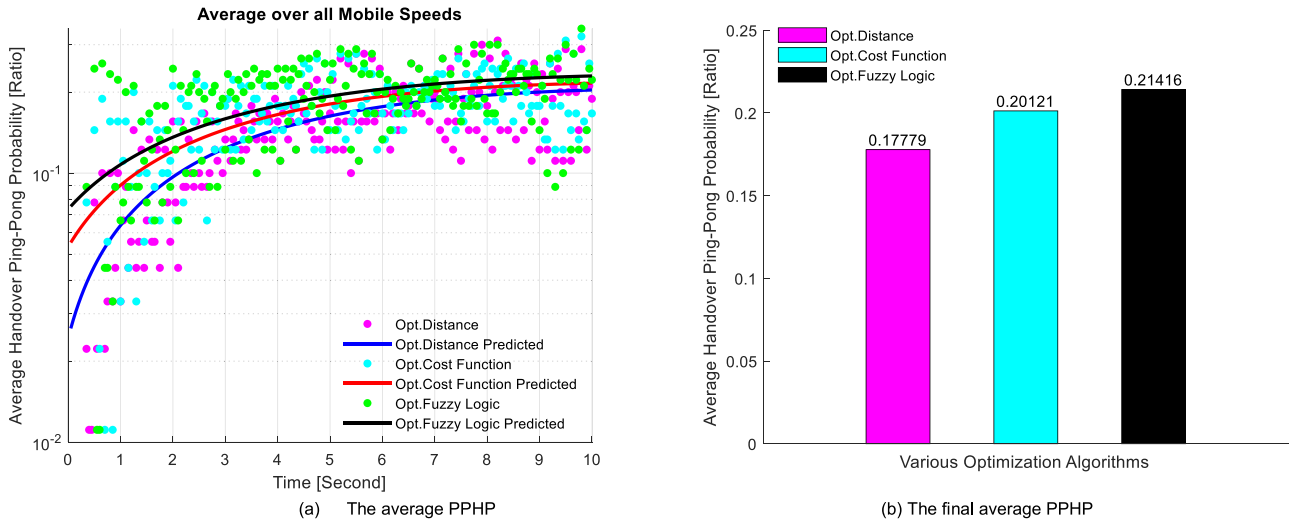 Average over all Mobile Speeds
Average Handover Ping-Pong Probability [Ratio]
10-1
10-2
Opt.Distance
Opt.Distance Predicted
Opt.Cost Function
Opt.Cost Function Predicted
Opt.Fuzzy Logic
Opt.Fuzzy Logic Predicted
0 1 2 3 4 5 6 7 8 9 10
Time [Second]
(a) The average PPHP
Average Handover Ping-Pong Probability [Ratio]
0.25
0.2
0.15
0.1
0.05
0
Opt.Distance
Opt.Cost Function
Opt.Fuzzy Logic
0.17779
0.20121
0.21416
Various Optimization Algorithms
(b) The final average PPHP